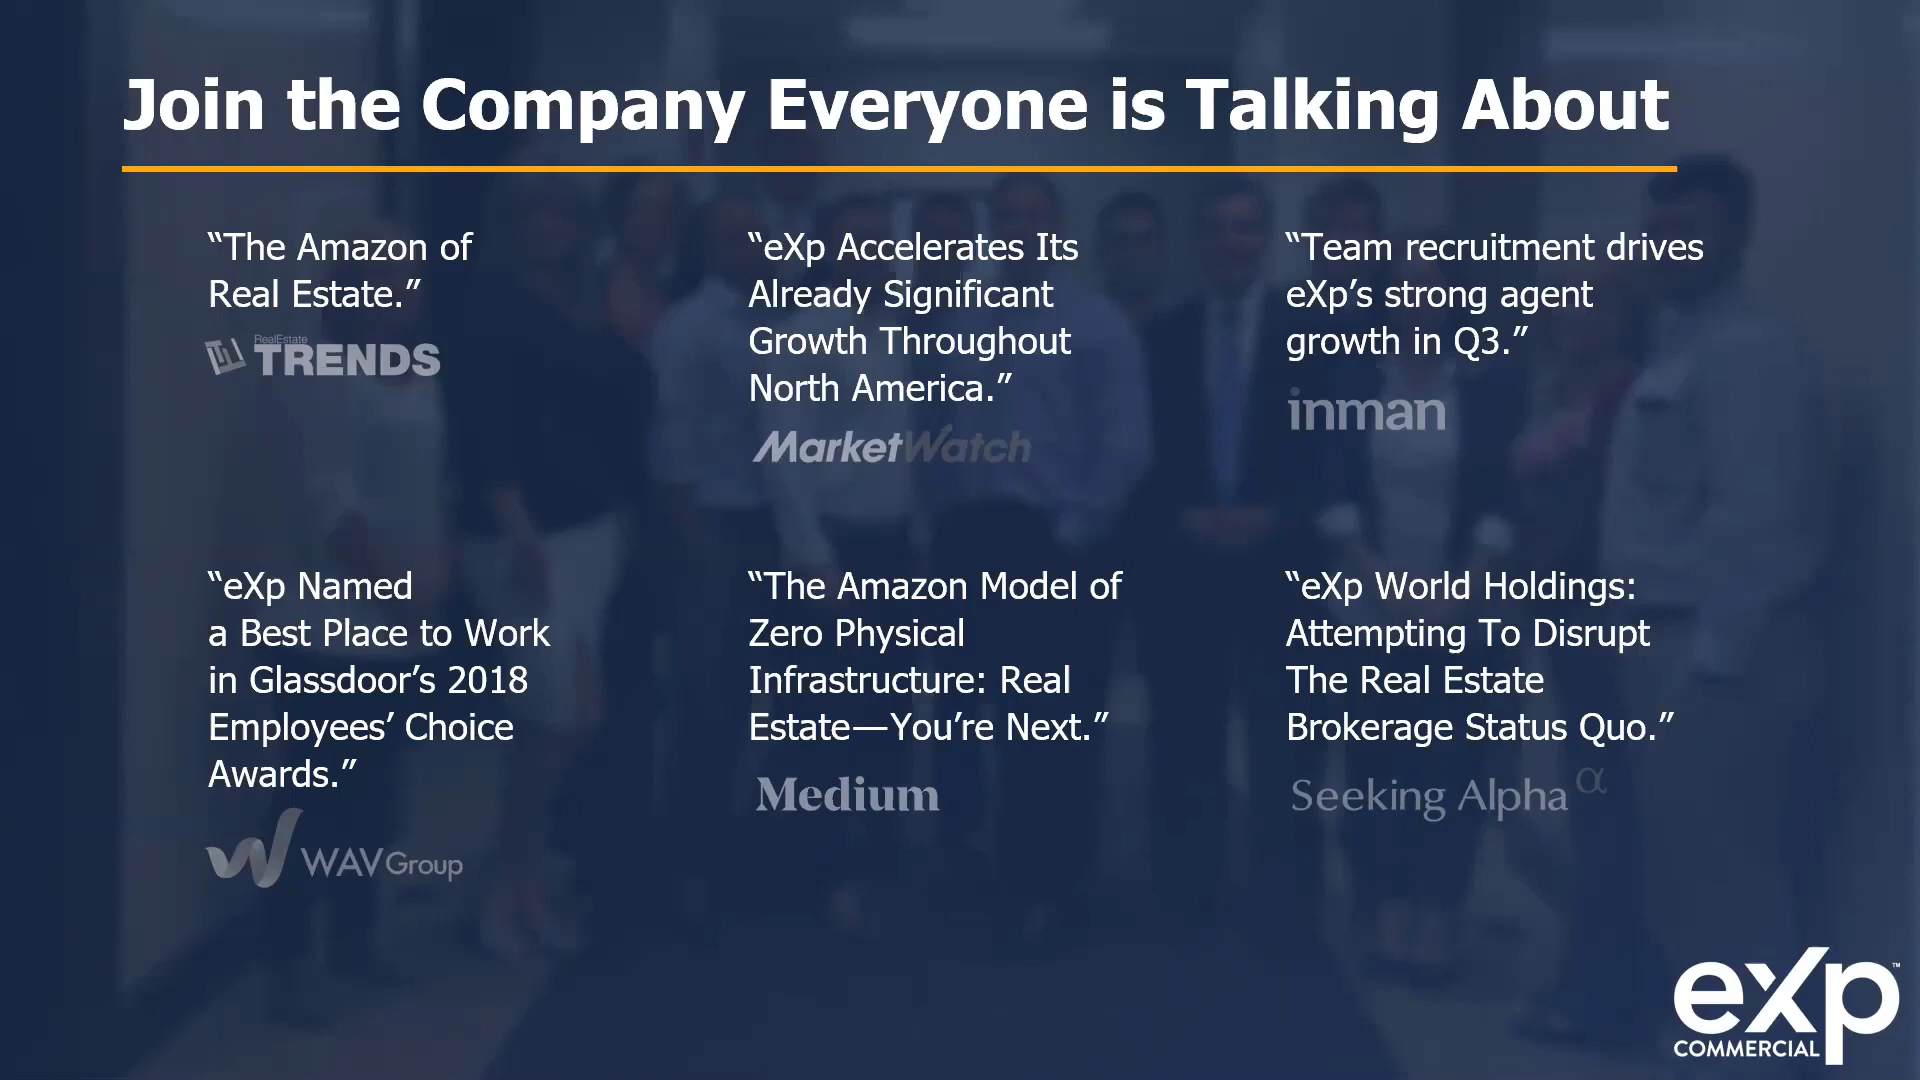 Join the Company Everyone is Talking About
“The Amazon of
Real Estate.”
RealEstate
TRENDS
“eXp Accelerates Its
Already Significant
Growth Throughout
North America.”
MarketWatch
“Team recruitment drives
eXp’s strong agent
growth in Q3.”
inman
“eXp Named
a Best Place to Work
in Glassdoor’s 2018
Employees’ Choice
Awards.”
WAVGroup
“The Amazon Model of
Zero Physical
Infrastructure: Real
Estate—You’re Next.”
Medium
“eXp World Holdings:
Attempting To Disrupt
The Real Estate
Brokerage Status Quo.”
Seeking Alpha α
eXp™
COMMERCIAL